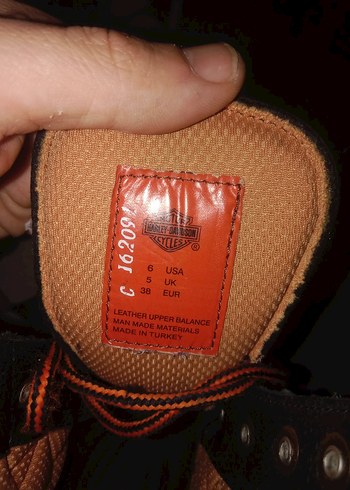 MOTOR
HARLEY-DAVIDSON
CYCLES
®
6 USA
5 UK
38 EUR
LEATHER UPPER BALANCE
MAN MADE MATERIALS
MADE IN TURKEY
C 16209